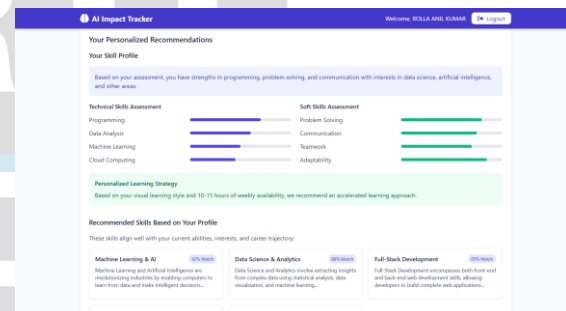 AI Impact Tracker
Welcome, ROLLA ANIL KUMAR
Logout
Your Personalized Recommendations
Your Skill Profile
Based on your assessment, you have strengths in programming, problem solving, and communication with interests in data science, artificial intelligence,
and other areas.
Technical Skills Assessment
Programming
Data Analysis
Machine Learning
Cloud Computing
Soft Skills Assessment
Problem Solving
Communication
Teamwork
Adaptability
Personalized Learning Strategy
Based on your visual learning style and 10-15 hours of weekly availability, we recommend an accelerated learning approach.
Recommended Skills Based on Your Profile
These skills align well with your current abilities, interests, and career trajectory:
Machine Learning & AI
92% Match
Machine Learning and Artificial Intelligence are
revolutionizing industries by enabling computers to
learn from data and make intelligent decisions...
Data Science & Analytics
88% Match
Data Science and Analytics involve extracting insights
from complex data using statistical analysis, data
visualization, and machine learning...
Full-Stack Development
85% Match
Full-Stack Development encompasses both front-end
and back-end web development skills, allowing
developers to build complete web applications...